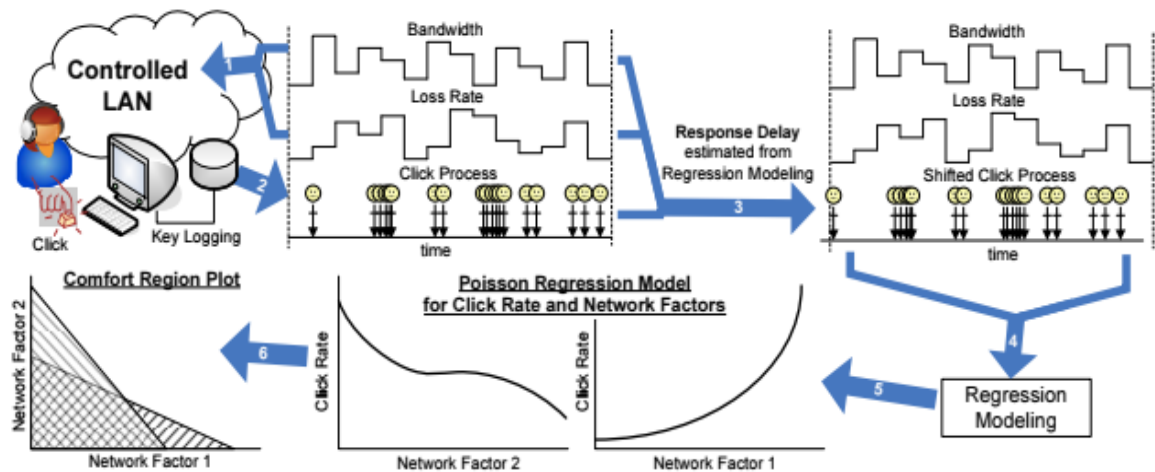 Controlled
LAN
1
2
Click
Key Logging
Bandwidth
Loss Rate
Click Process
time
Response Delay
estimated from
Regression Modeling
3
Bandwidth
Loss Rate
Shifted Click Process
time
4
Regression
Modeling
5
Poisson Regression Model
for Click Rate and Network Factors
Click Rate
Network Factor 2
Click Rate
Network Factor 1
6
Comfort Region Plot
Network Factor 2
Network Factor 1